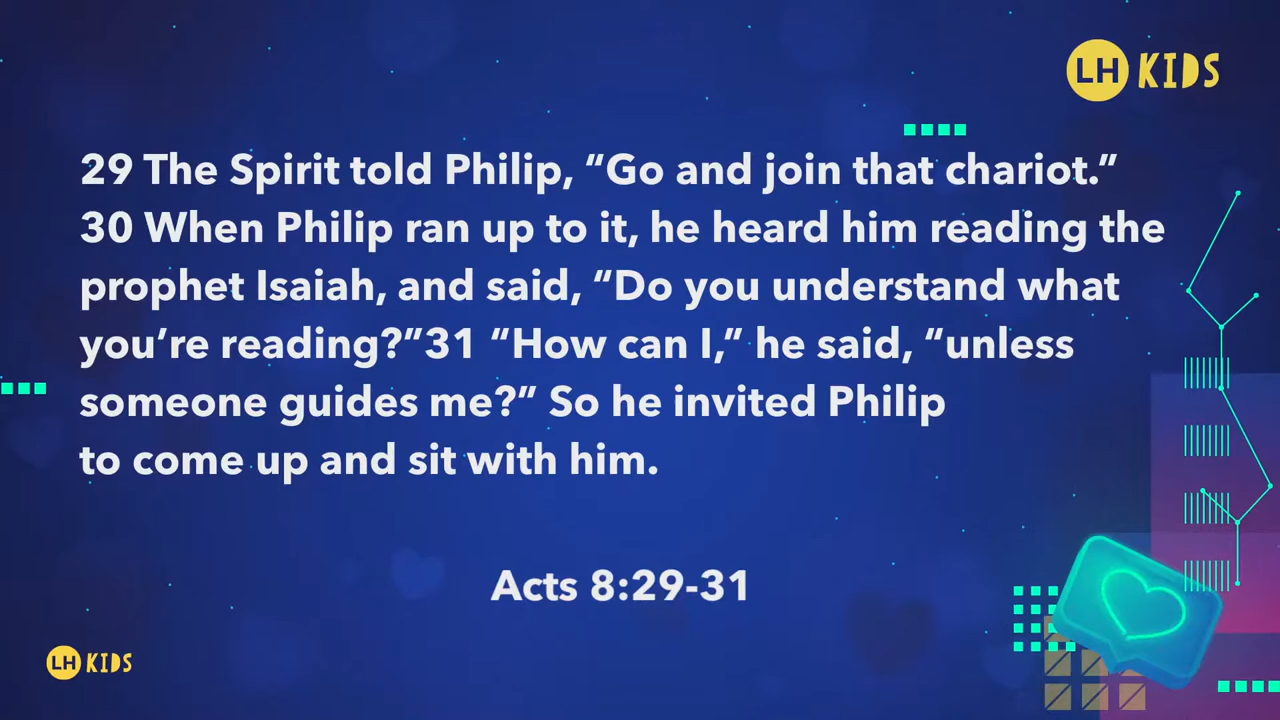 LH KIDS
29 The Spirit told Philip, “Go and join that chariot.”
30 When Philip ran up to it, he heard him reading the
prophet Isaiah, and said, “Do you understand what
you’re reading?”31 “How can I,” he said, “unless
someone guides me?” So he invited Philip
to come up and sit with him.
Acts 8:29-31
LH KIDS